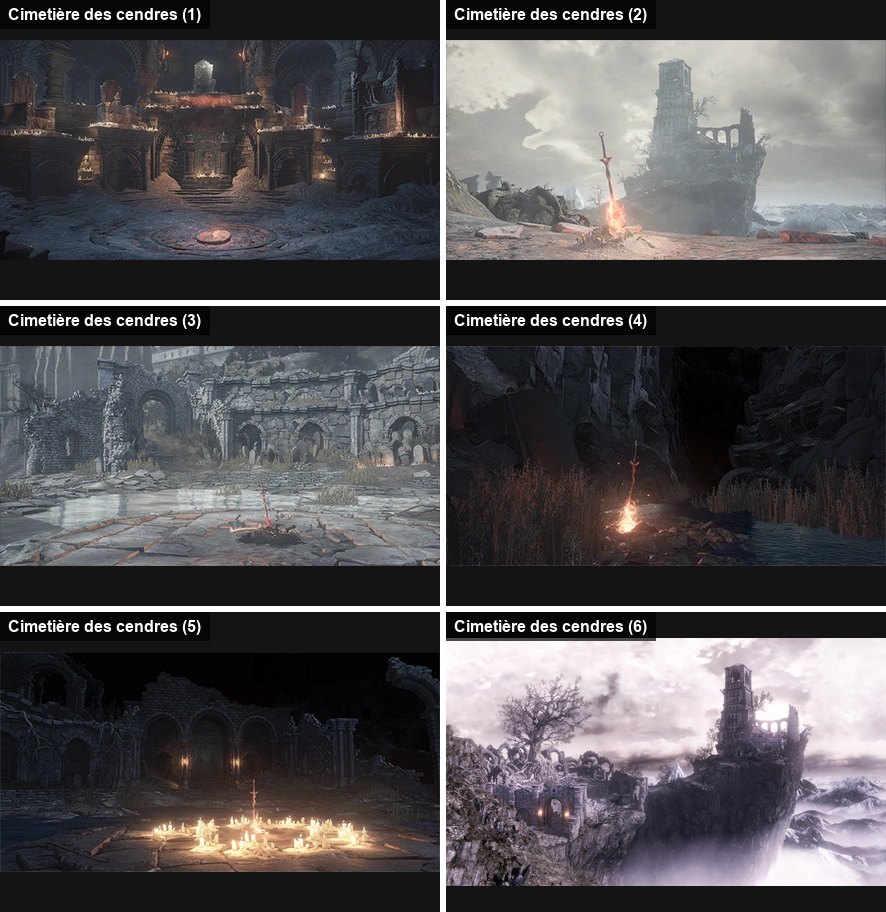 Cimetière des cendres (1)
Cimetière des cendres (2)
Cimetière des cendres (3)
Cimetière des cendres (4)
Cimetière des cendres (5)
Cimetière des cendres (6)